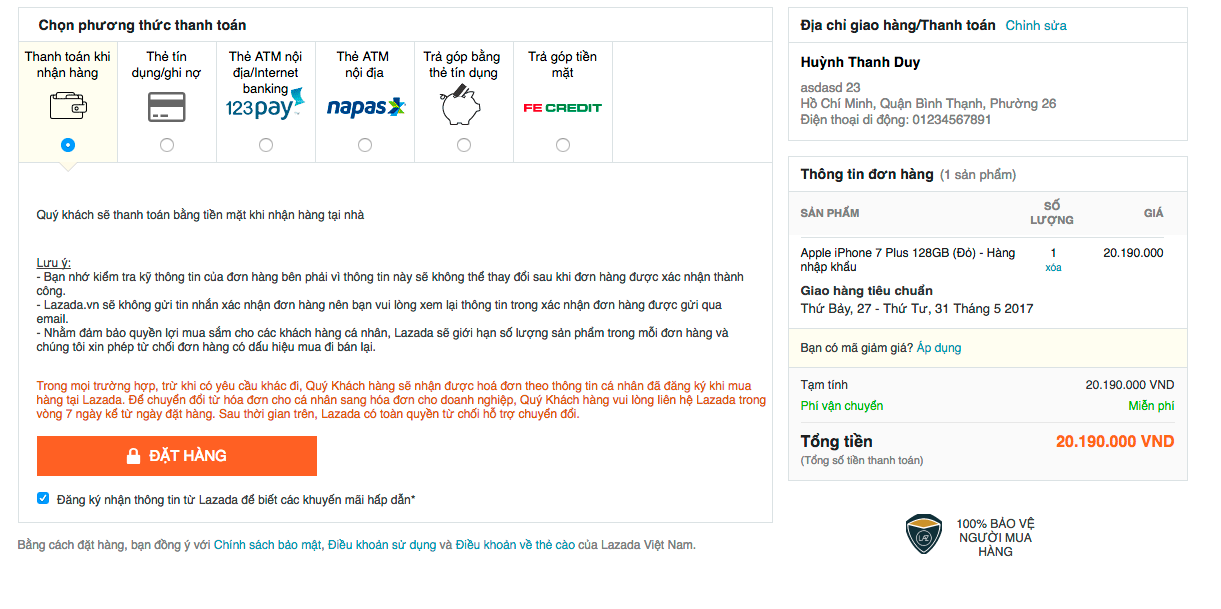 Chọn phương thức thanh toán
Thanh toán khi
nhận hàng
Thẻ tín
dụng/ghi nợ
Thẻ ATM nội
địa/Internet
banking
123pay
Thẻ ATM
nội địa
napas
Trả góp bằng
thẻ tín dụng
Trả góp tiền
mặt
FE CREDIT
Quý khách sẽ thanh toán bằng tiền mặt khi nhận hàng tại nhà
Lưu ý:
- Bạn nhớ kiểm tra kỹ thông tin của đơn hàng bên phải vì thông tin này sẽ không thể thay đổi sau khi đơn hàng được xác nhận thành
công.
- Lazada.vn sẽ không gửi tin nhắn xác nhận đơn hàng nên bạn vui lòng xem lại thông tin trong xác nhận đơn hàng được gửi qua
email.
- Nhằm đảm bảo quyền lợi mua sắm cho các khách hàng cá nhân, Lazada sẽ giới hạn số lượng sản phẩm trong mỗi đơn hàng và
chúng tôi xin phép từ chối đơn hàng có dấu hiệu mua đi bán lại.
Trong mọi trường hợp, trừ khi có yêu cầu khác đi, Quý Khách hàng sẽ nhận được hoá đơn theo thông tin cá nhân đã đăng ký khi mua
hàng tại Lazada. Để chuyển đổi từ hóa đơn cho cá nhân sang hóa đơn cho doanh nghiệp, Quý Khách hàng vui lòng liên hệ Lazada trong
vòng 7 ngày kể từ ngày đặt hàng. Sau thời gian trên, Lazada có toàn quyền từ chối hỗ trợ chuyển đổi.
ĐẶT HÀNG
Đăng ký nhận thông tin từ Lazada để biết các khuyến mãi hấp dẫn*
Bằng cách đặt hàng, bạn đồng ý với Chính sách bảo mật, Điều khoản sử dụng và Điều khoản về thẻ cào của Lazada Việt Nam.
Địa chỉ giao hàng/Thanh toán Chỉnh sửa
Huỳnh Thanh Duy
asdasd 23
Hồ Chí Minh, Quận Bình Thạnh, Phường 26
Điện thoại di động: 01234567891
Thông tin đơn hàng (1 sản phẩm)
SẢN PHẨM
SỐ
LƯỢNG
GIÁ
Apple iPhone 7 Plus 128GB (Đỏ) - Hàng
nhập khẩu
1
xóa
20.190.000
Giao hàng tiêu chuẩn
Thứ Bảy, 27 - Thứ Tư, 31 Tháng 5 2017
Bạn có mã giảm giá? Áp dụng
Tạm tính 20.190.000 VND
Phí vận chuyển Miễn phí
Tổng tiền 20.190.000 VND
(Tổng số tiền thanh toán)
LAZ
100% BẢO VỆ
NGƯỜI MUA
HÀNG